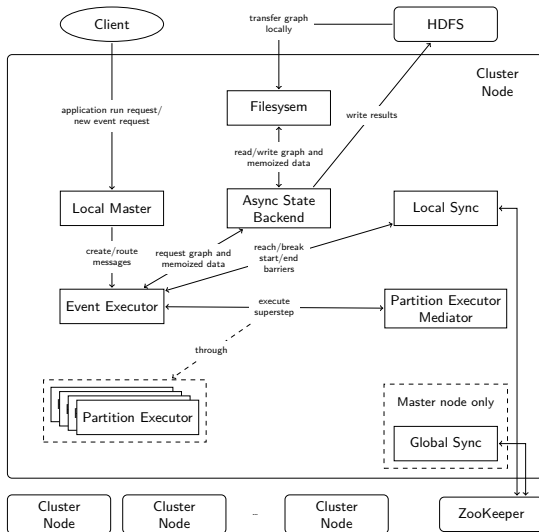 Client
transfer graph
locally
HDFS
Cluster
Node
application run request/
new event request
Filesysem
write results
read/write graph and
memoized data
Local Master
Async State
Backend
Local Sync
create/route
messages
request graph and
memoized data
reach/break
start/end
barriers
Event Executor
execute
superstep
Partition Executor
Mediator
through
Partition Executor
Master node only
Global Sync
Cluster
Node
Cluster
Node
...
Cluster
Node
ZooKeeper